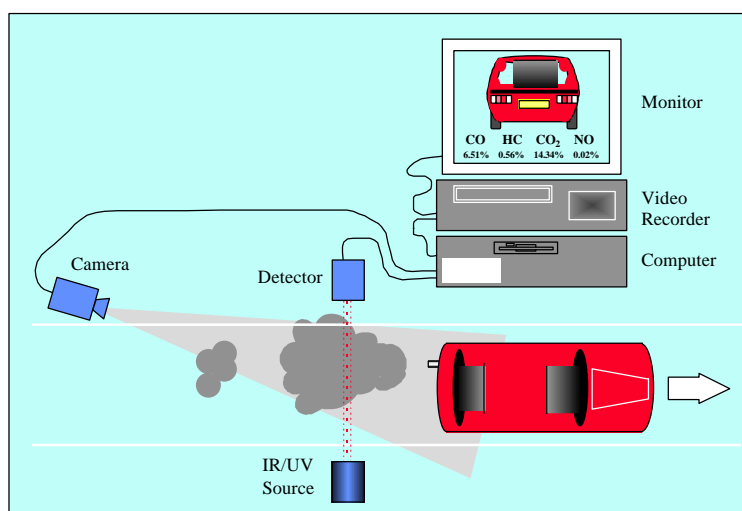 Monitor
CO HC CO₂ NO
6.51% 0.56% 14.34% 0.02%
Video
Recorder
Computer
Camera
Detector
IR/UV
Source